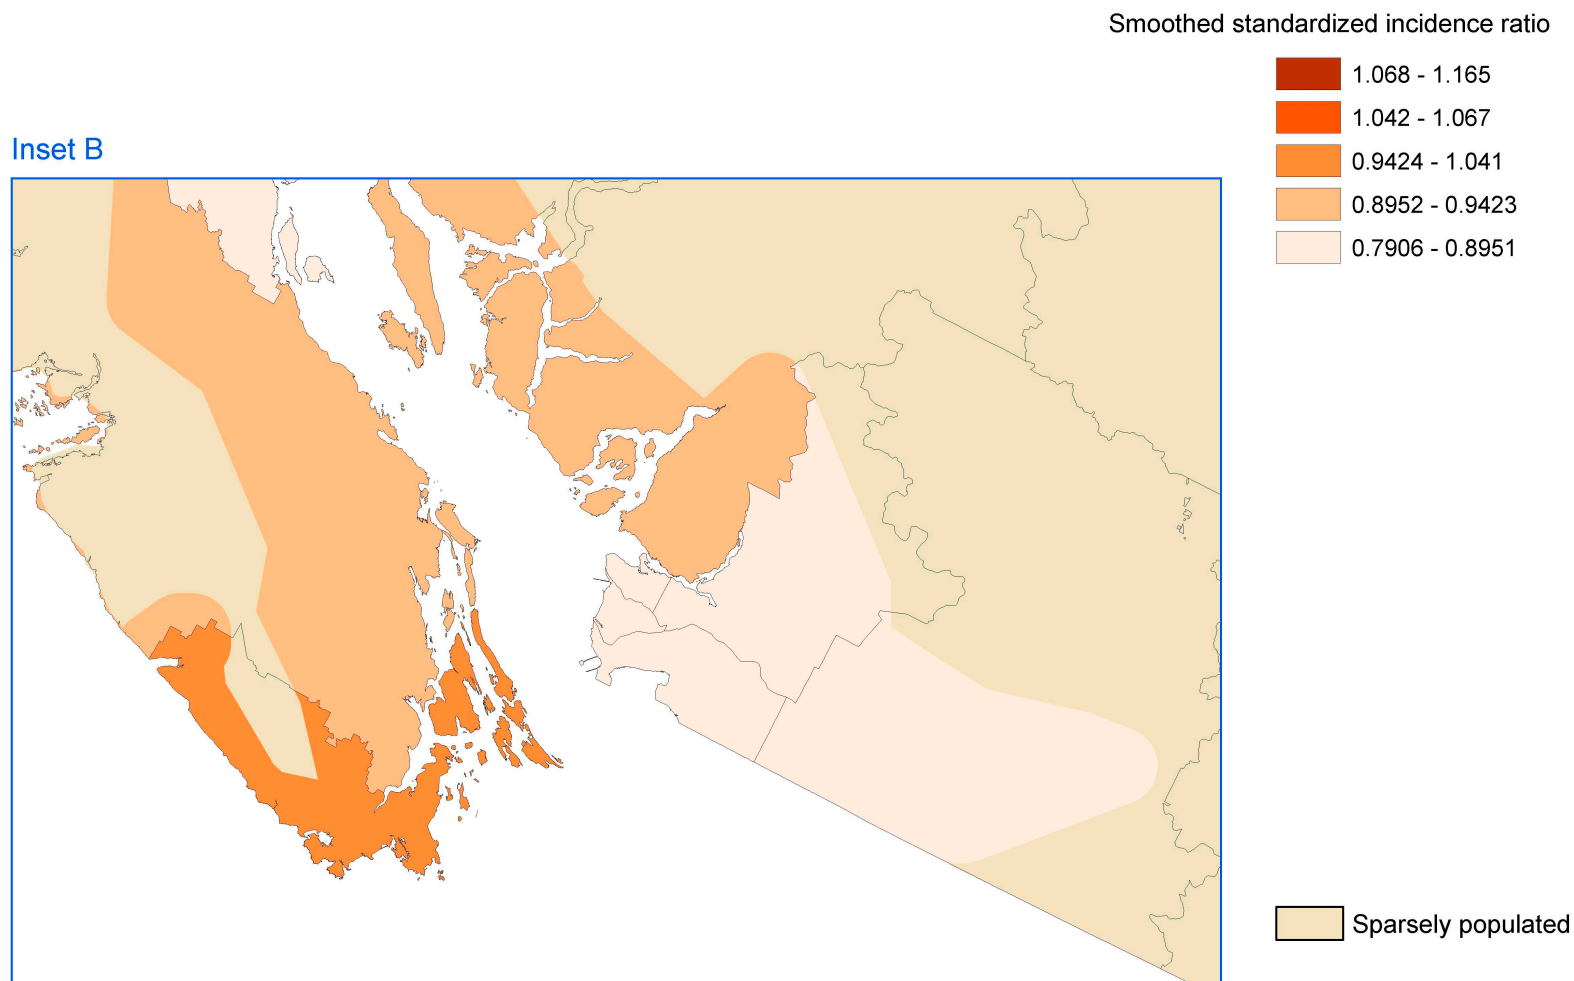 Smoothed standardized incidence ratio
1.068 - 1.165
1.042 - 1.067
0.9424 - 1.041
0.8952 - 0.9423
0.7906 - 0.8951
Inset B
Sparsely populated